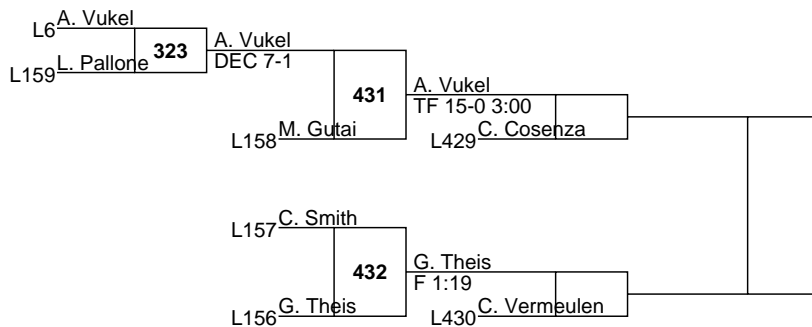 L6 A. Vukel
323
L159 L. Pallone
A. Vukel
DEC 7-1
431
L158 M. Gutai
A. Vukel
TF 15-0 3:00
L429 C. Cosenza
L157 C. Smith
432
L156 G. Theis
G. Theis
F 1:19
L430 C. Vermeulen